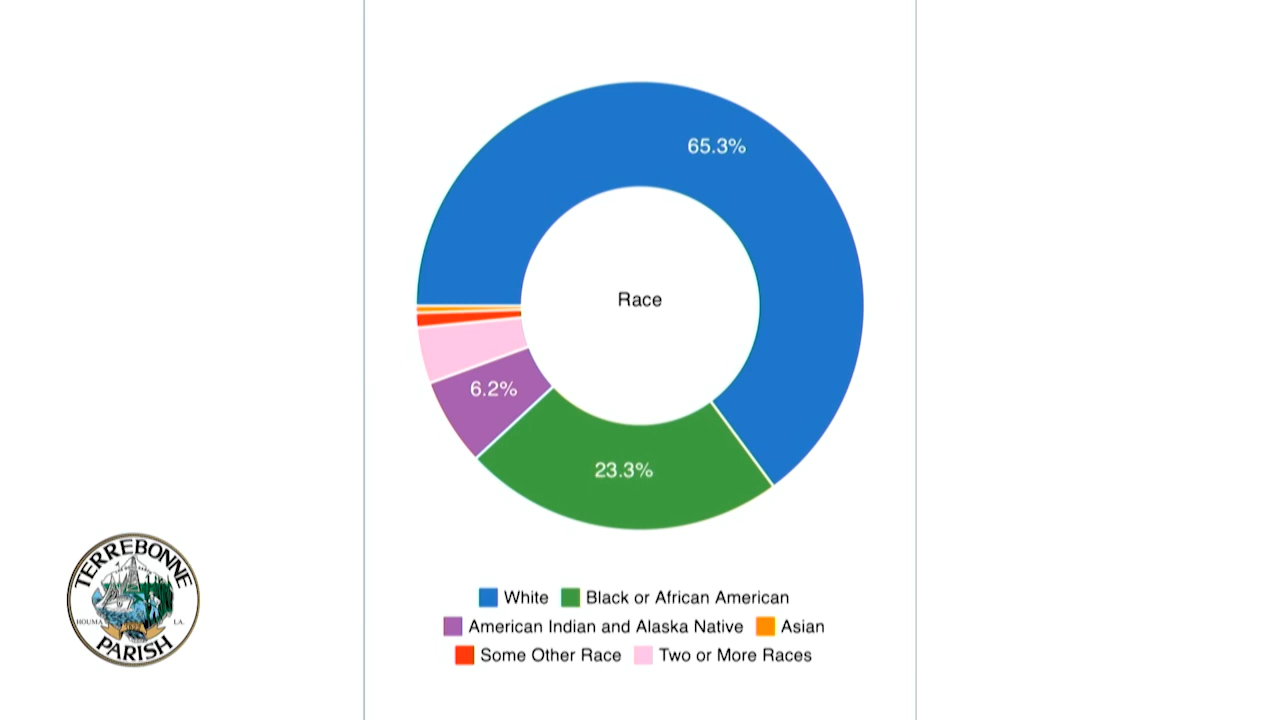 65.3%
Race
6.2%
23.3%
White Black or African American
American Indian and Alaska Native Asian
Some Other Race Two or More Races
TERREBONNE
HOUMA LA.
PARISH